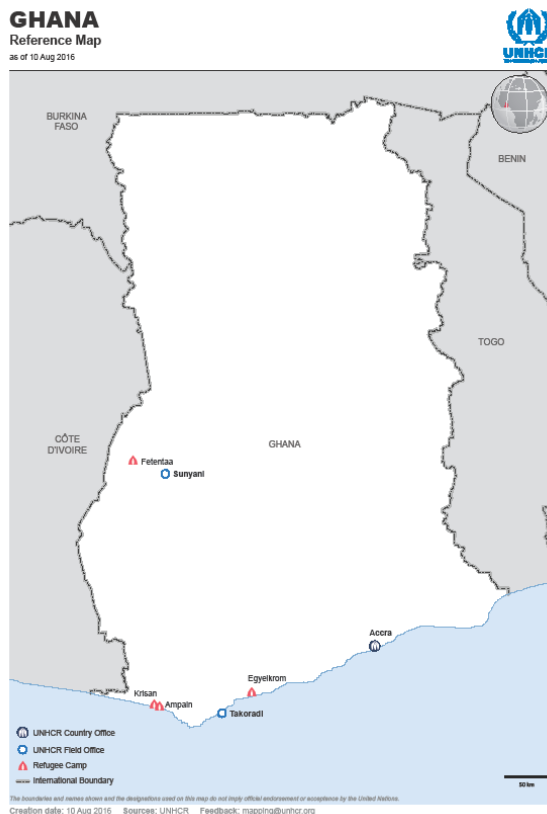 GHANA
Reference Map
as of 10 Aug 2016
UNHCR
BURKINA
FASO
BENIN
TOGO
CÔTE
D'IVOIRE
GHANA
Fetentaa
Sunyani
Accra
Egyeikrom
Krisan
Ampain
Takoradi
UNHCR Country Office
UNHCR Field Office
Refugee Camp
International Boundary
50 km
The boundaries and names shown and the designations used on this map do not imply official endorsement or acceptance by the United Nations.
Creation date: 10 Aug 2016 Sources: UNHCR Feedback: mapping@unhcr.org